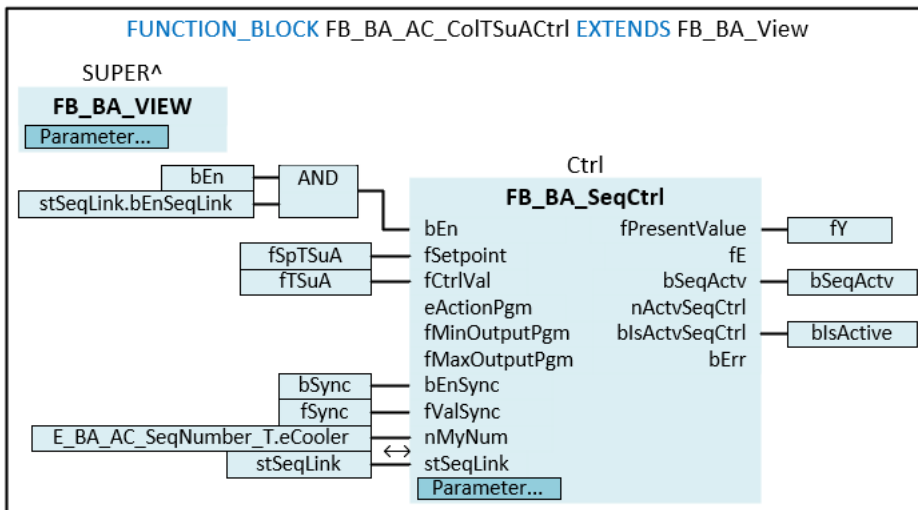 FUNCTION_BLOCK FB_BA_AC_ColTSuACtrl EXTENDS FB_BA_View
SUPER^
FB_BA_VIEW
Parameter...
bEn
AND
stSeqLink.bEnSeqLink
Ctrl
FB_BA_SeqCtrl
bEn fPresentValue fY
fSpTSuA fSetpoint fE
fTSuA fCtrlVal bSeqActv bSeqActv
eActionPgm nActvSeqCtrl
fMinOutputPgm bIsActvSeqCtrl bIsActive
fMaxOutputPgm bErr
bSync bEnSync
fSync fValSync
E_BA_AC_SeqNumber_T.eCooler nMyNum
stSeqLink stSeqLink
Parameter...